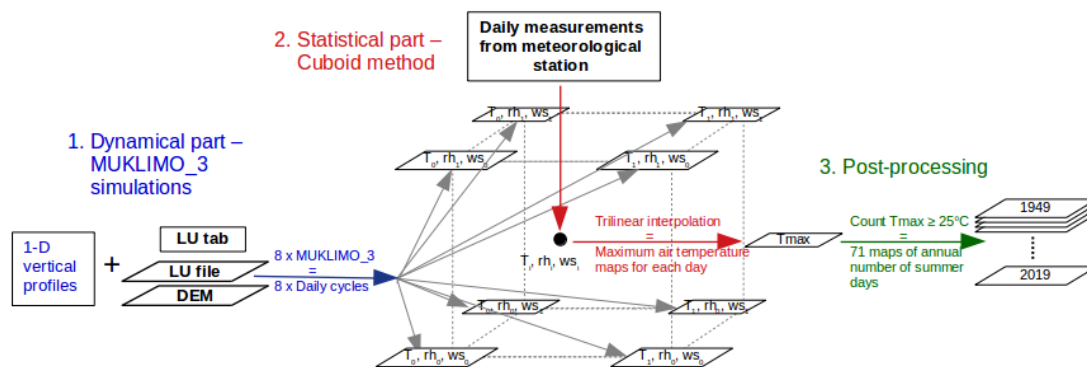 Daily measurements
from meteorological
station
2. Statistical part –
Cuboid method
1. Dynamical part –
MUKLIMO_3
simulations
3. Post-processing
T₀, rh₁, ws₁
T₁, rh₁, ws₁
T₀, rh₁, ws₀
T₁, rh₁, ws₀
1-D
vertical
profiles
+
LU tab
LU file
DEM
8 x MUKLIMO_3
=
8 x Daily cycles
Tᵢ, rhᵢ, wsᵢ
Trilinear interpolation
=
Maximum air temperature
maps for each day
Tmax
Count Tmax ≥ 25°C
=
71 maps of annual
number of summer
days
1949
2019
T₀, rh₀, ws₁
T₁, rh₀, ws₁
T₀, rh₀, ws₀
T₁, rh₀, ws₀